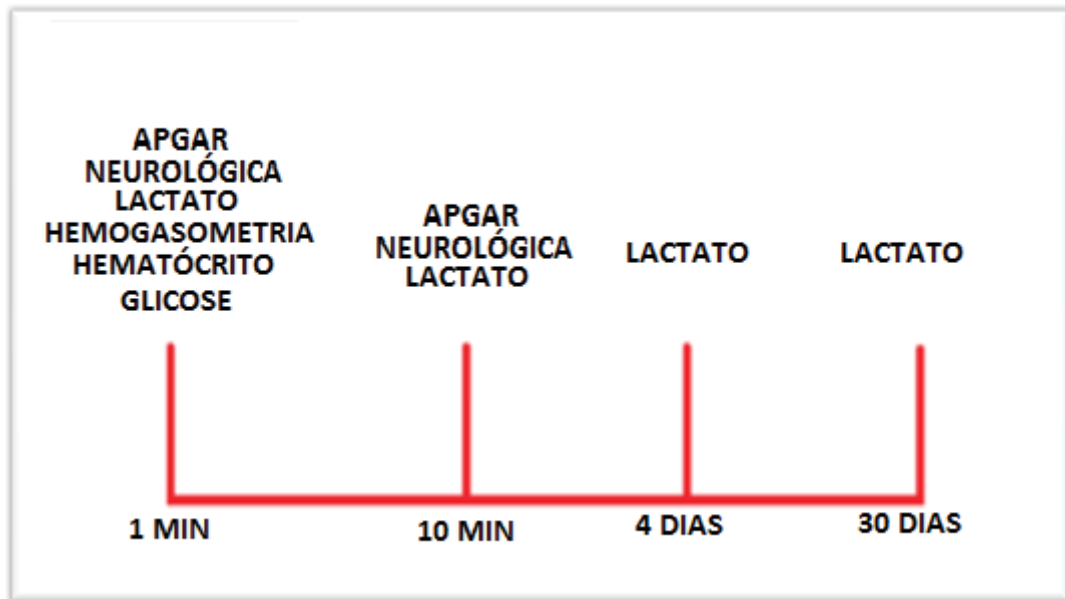 APGAR
NEUROLÓGICA
LACTATO
HEMOGASOMETRIA
HEMATÓCRITO
GLICOSE
APGAR
NEUROLÓGICA
LACTATO
LACTATO
LACTATO
1 MIN
10 MIN
4 DIAS
30 DIAS